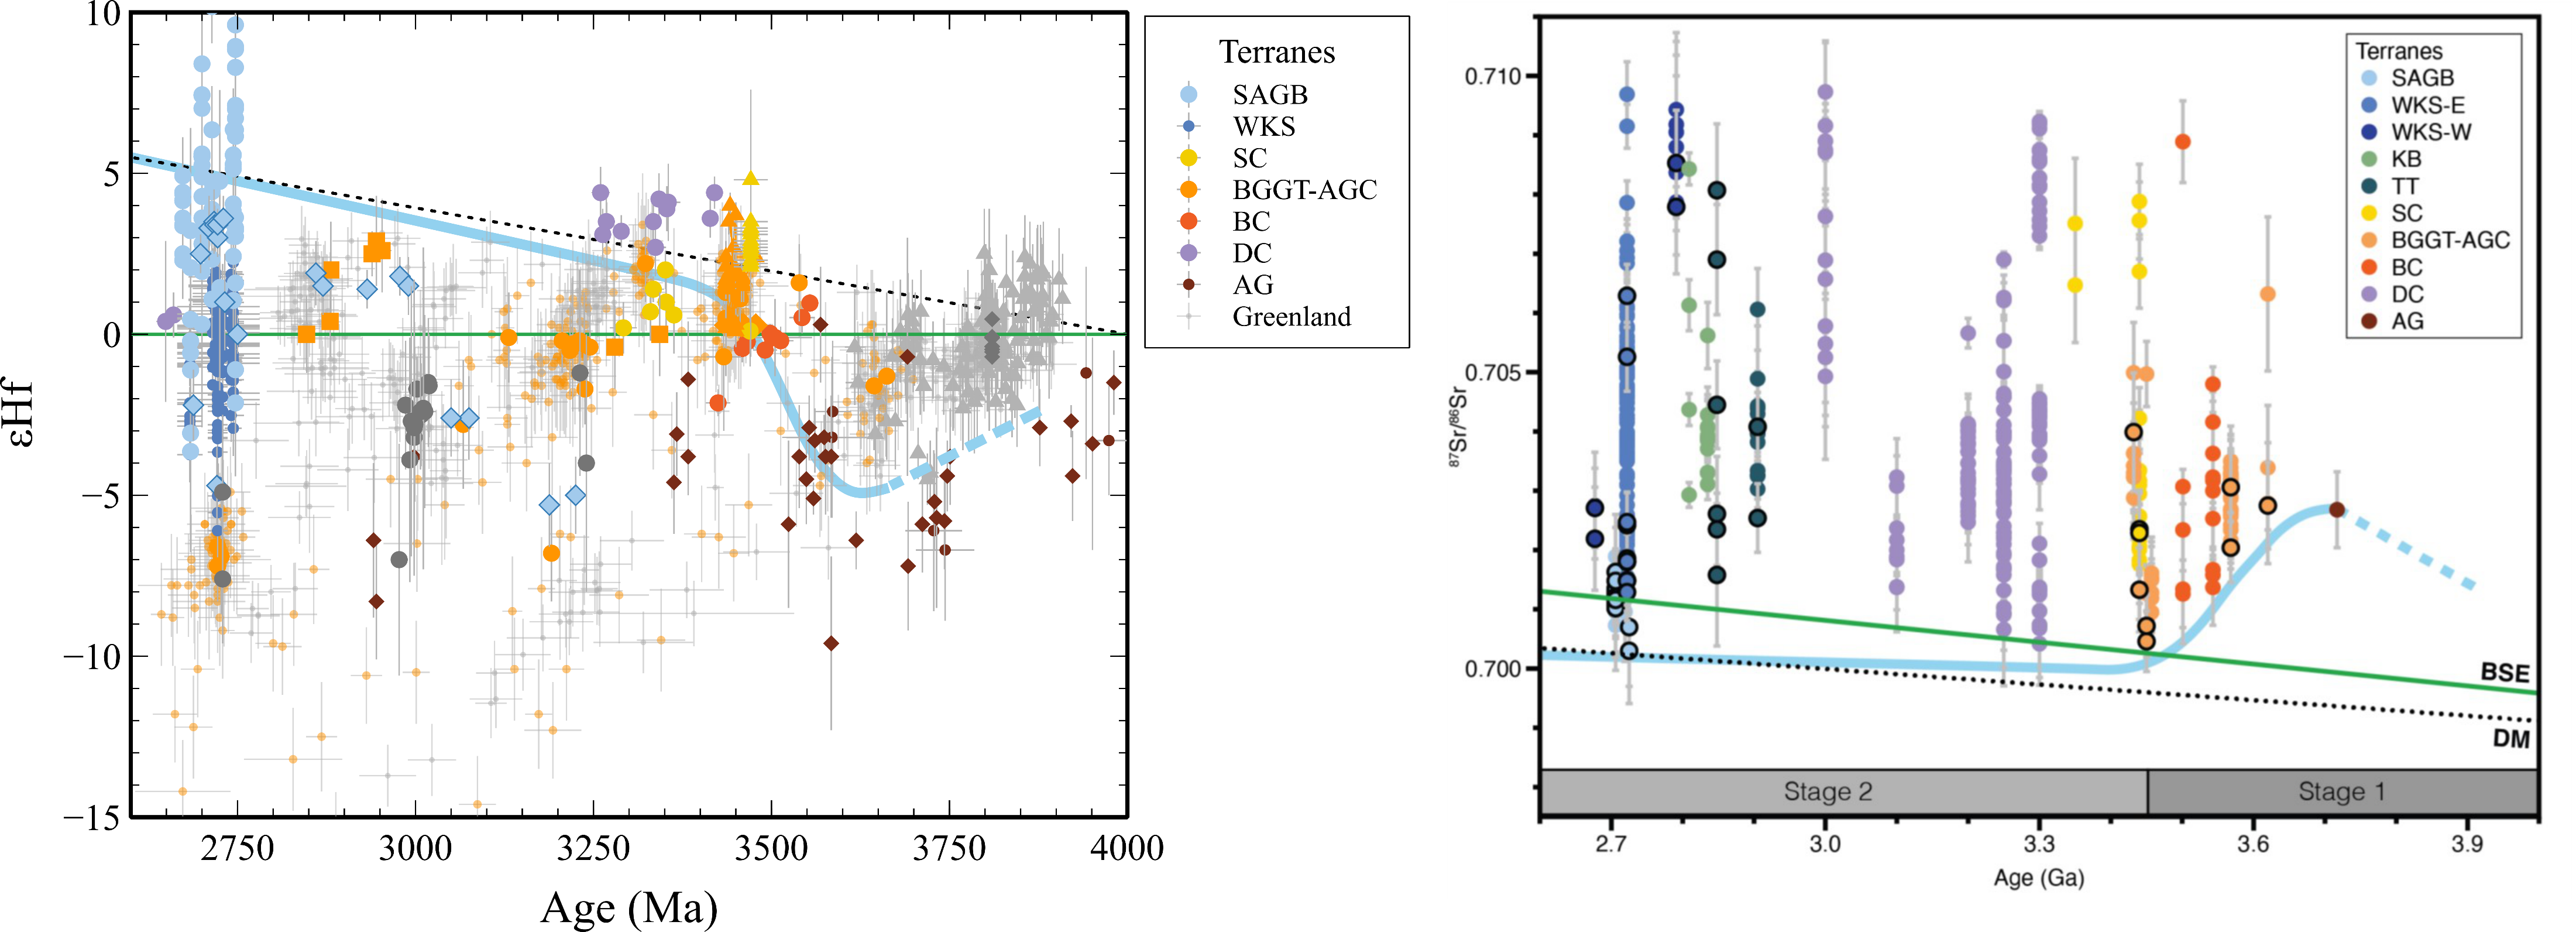 10
5
0
−5
−10
−15
εHf
2750
3000
3250
3500
3750
4000
Age (Ma)
Terranes
SAGB
WKS
SC
BGGT-AGC
BC
DC
AG
Greenland
0.710
0.705
0.700
87Sr/86Sr
Terranes
SAGB
WKS-E
WKS-W
KB
TT
SC
BGGT-AGC
BC
DC
AG
BSE
DM
Stage 2
Stage 1
2.7
3.0
3.3
3.6
3.9
Age (Ga)